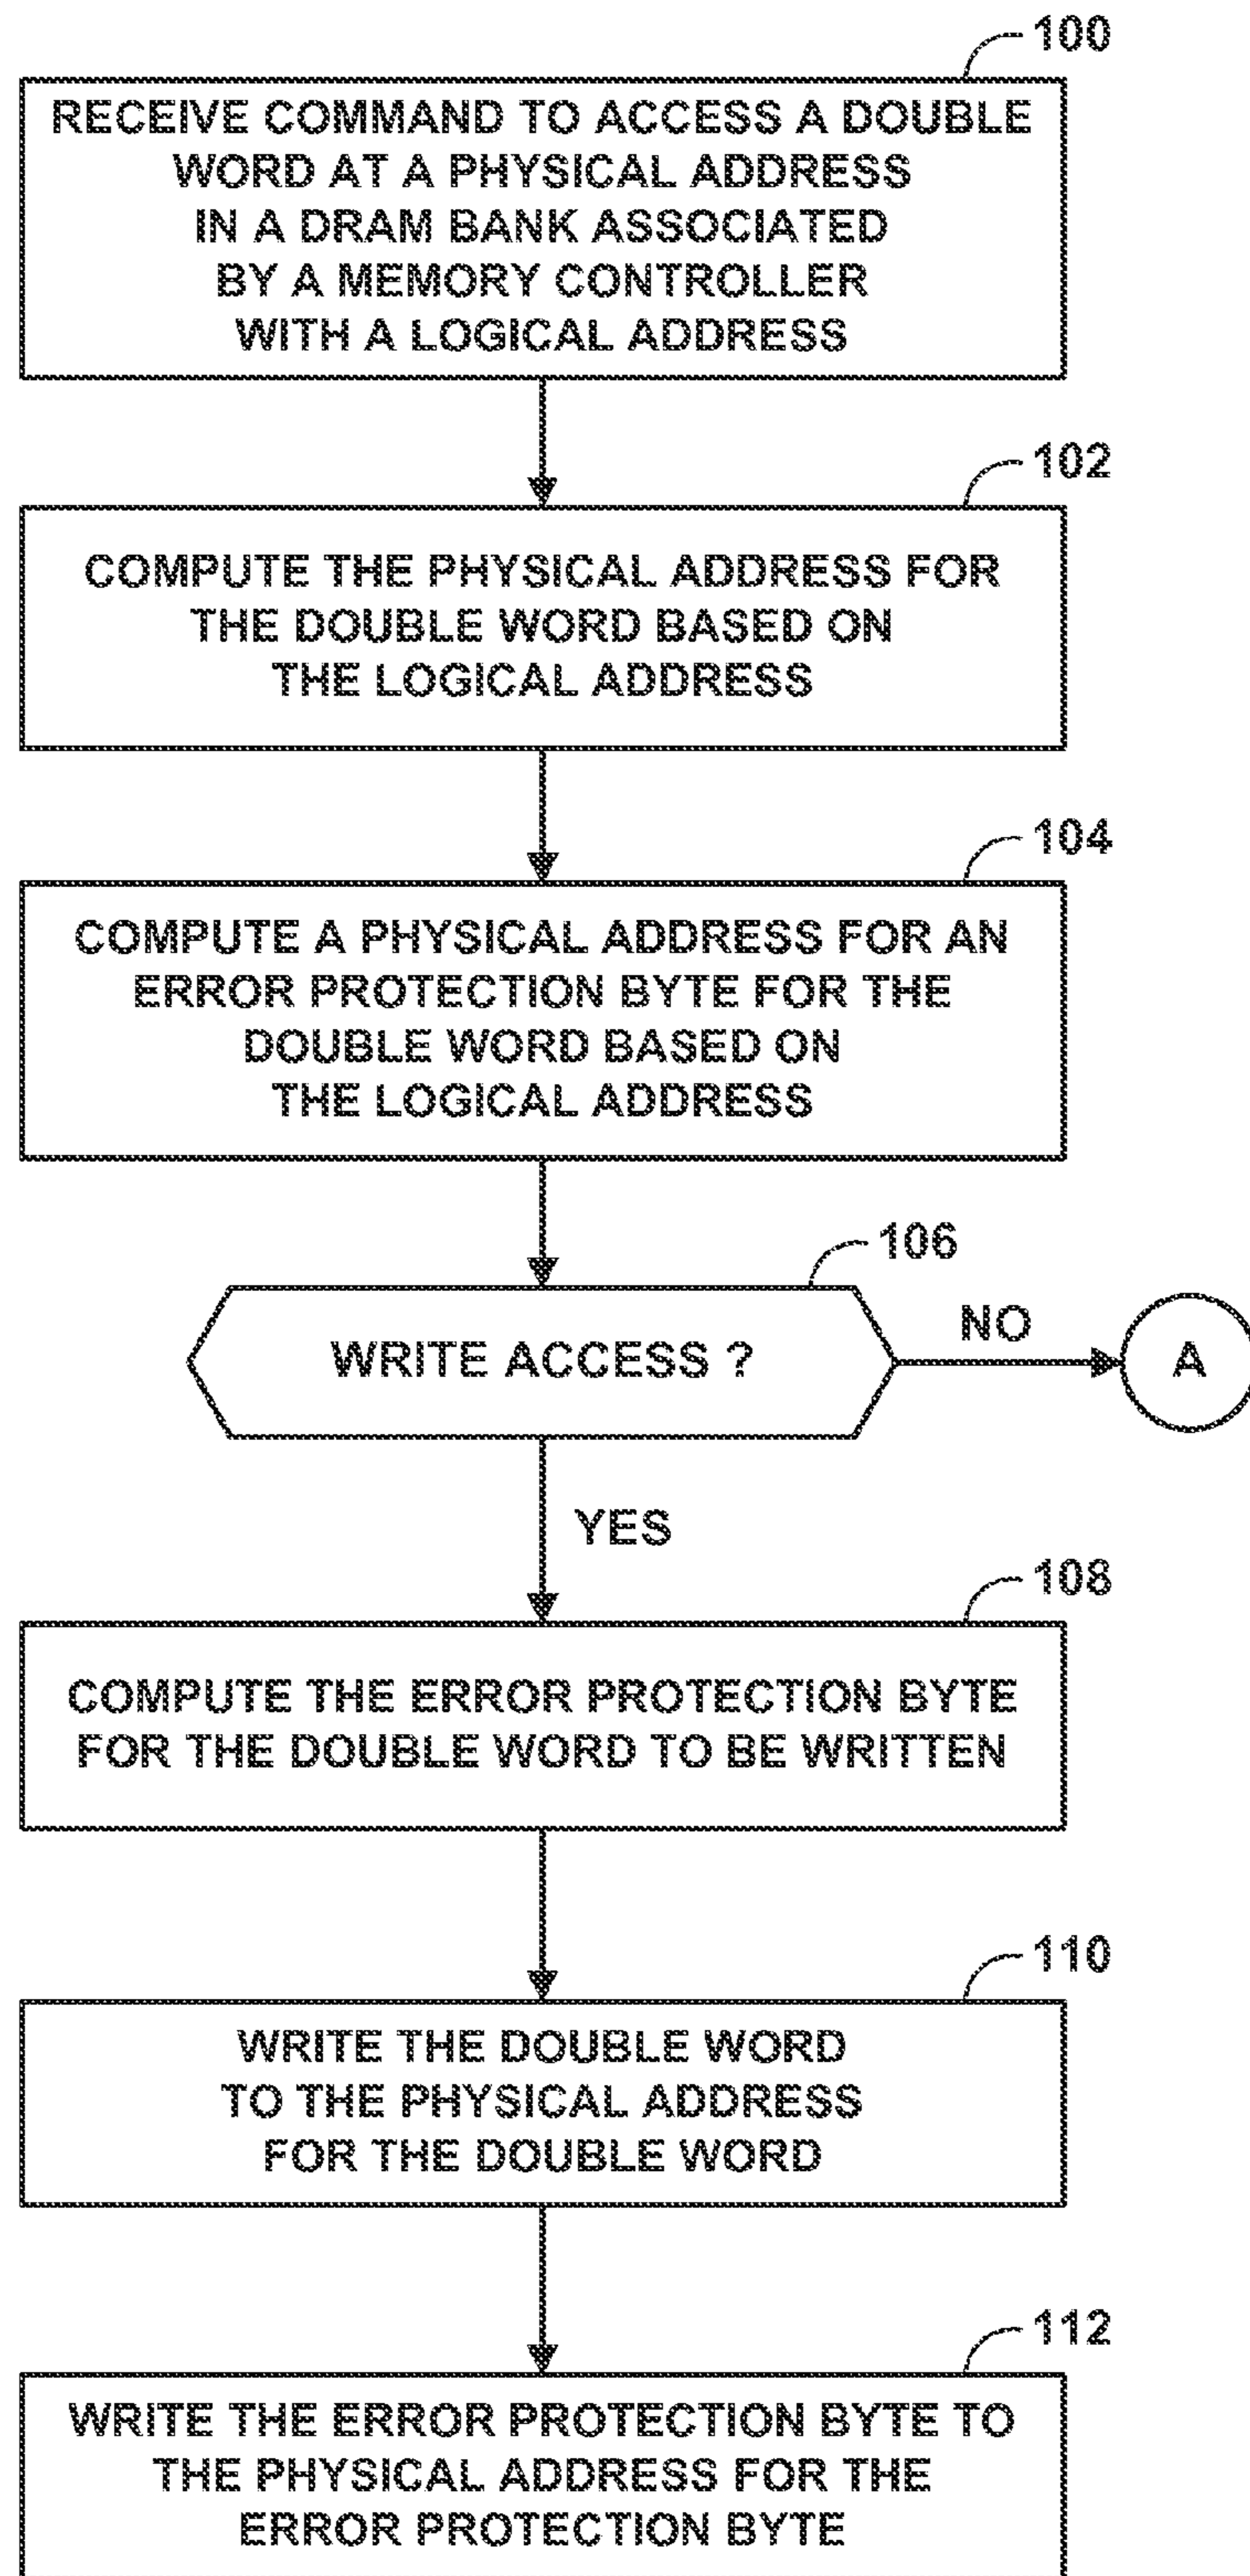 100
RECEIVE COMMAND TO ACCESS A DOUBLE
WORD AT A PHYSICAL ADDRESS
IN A DRAM BANK ASSOCIATED
BY A MEMORY CONTROLLER
WITH A LOGICAL ADDRESS
102
COMPUTE THE PHYSICAL ADDRESS FOR
THE DOUBLE WORD BASED ON
THE LOGICAL ADDRESS
104
COMPUTE A PHYSICAL ADDRESS FOR AN
ERROR PROTECTION BYTE FOR THE
DOUBLE WORD BASED ON
THE LOGICAL ADDRESS
106
WRITE ACCESS ?
NO
A
YES
108
COMPUTE THE ERROR PROTECTION BYTE
FOR THE DOUBLE WORD TO BE WRITTEN
110
WRITE THE DOUBLE WORD
TO THE PHYSICAL ADDRESS
FOR THE DOUBLE WORD
112
WRITE THE ERROR PROTECTION BYTE TO
THE PHYSICAL ADDRESS FOR THE
ERROR PROTECTION BYTE